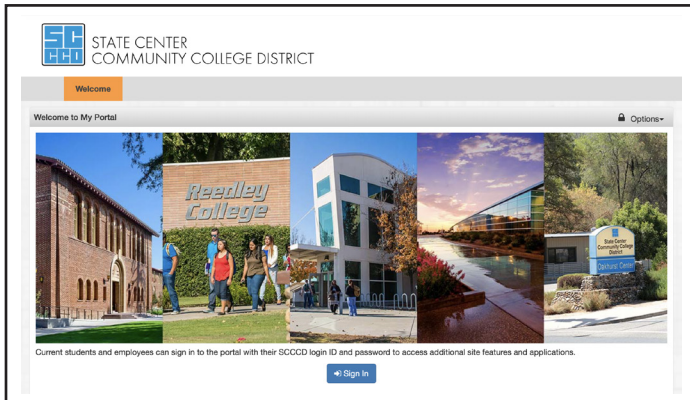 SC
CCD
STATE CENTER
COMMUNITY COLLEGE DISTRICT
Welcome
Welcome to My Portal
Options
Reedley
College
State Center
Community College
District
Oakhurst Center
Current students and employees can sign in to the portal with their SCCCD login ID and password to access additional site features and applications.
Sign In